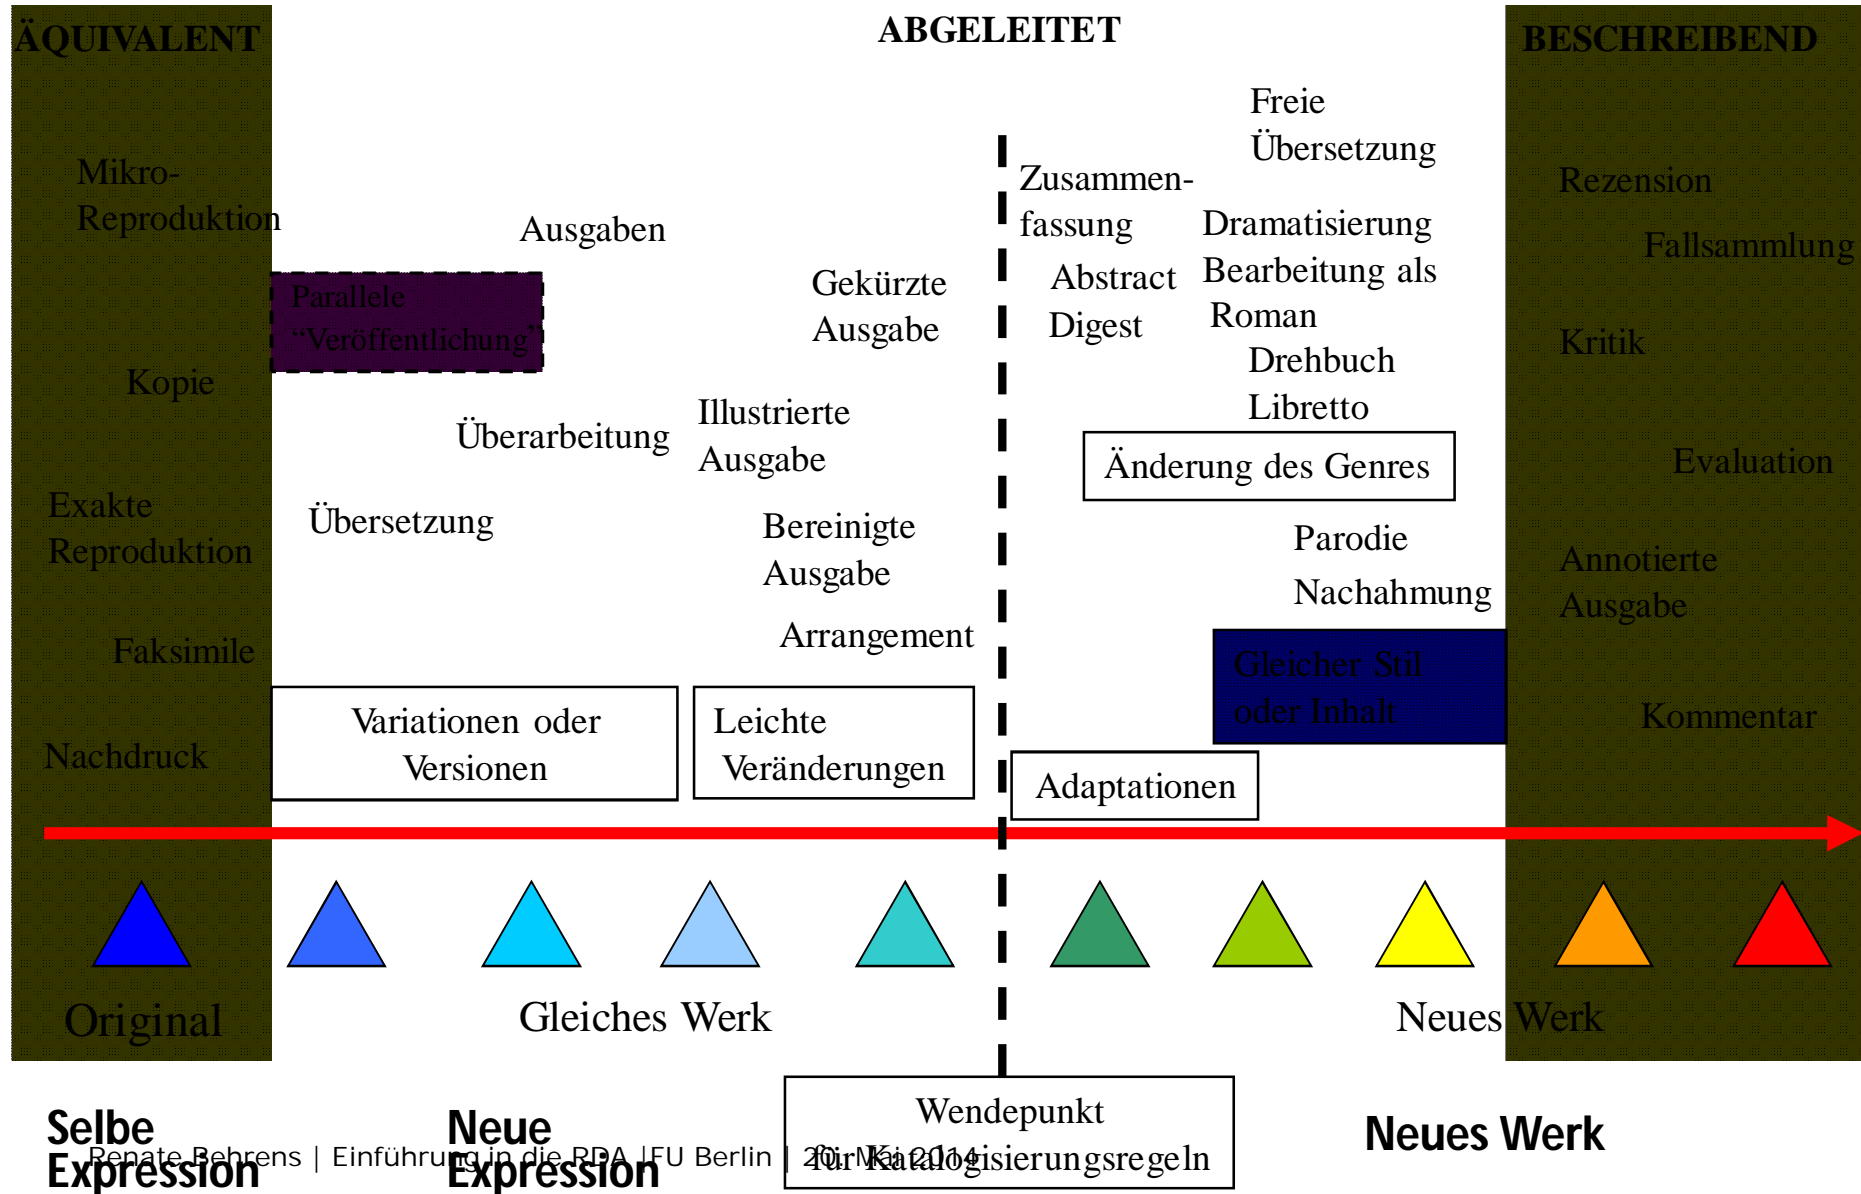 ÄQUIVALENT
ABGELEITET
BESCHREIBEND
Mikro-
Reproduktion
Kopie
Exakte
Reproduktion
Faksimile
Nachdruck
Parallele
“Veröffentlichung”
Ausgaben
Überarbeitung
Übersetzung
Gekürzte
Ausgabe
Illustrierte
Ausgabe
Bereinigte
Ausgabe
Arrangement
Variationen oder
Versionen
Leichte
Veränderungen
Zusammen-
fassung
Abstract
Digest
Freie
Übersetzung
Dramatisierung
Bearbeitung als
Roman
Drehbuch
Libretto
Änderung des Genres
Parodie
Nachahmung
Gleicher Stil
oder Inhalt
Adaptationen
Rezension
Fallsammlung
Kritik
Evaluation
Annotierte
Ausgabe
Kommentar
Original
Gleiches Werk
Neues Werk
Selbe
Expression
Neue
Expression
Wendepunkt
für Katalogisierungsregeln
Neues Werk
Renate Behrens | Einführung in die RDA |FU Berlin | 20. Mai 2014